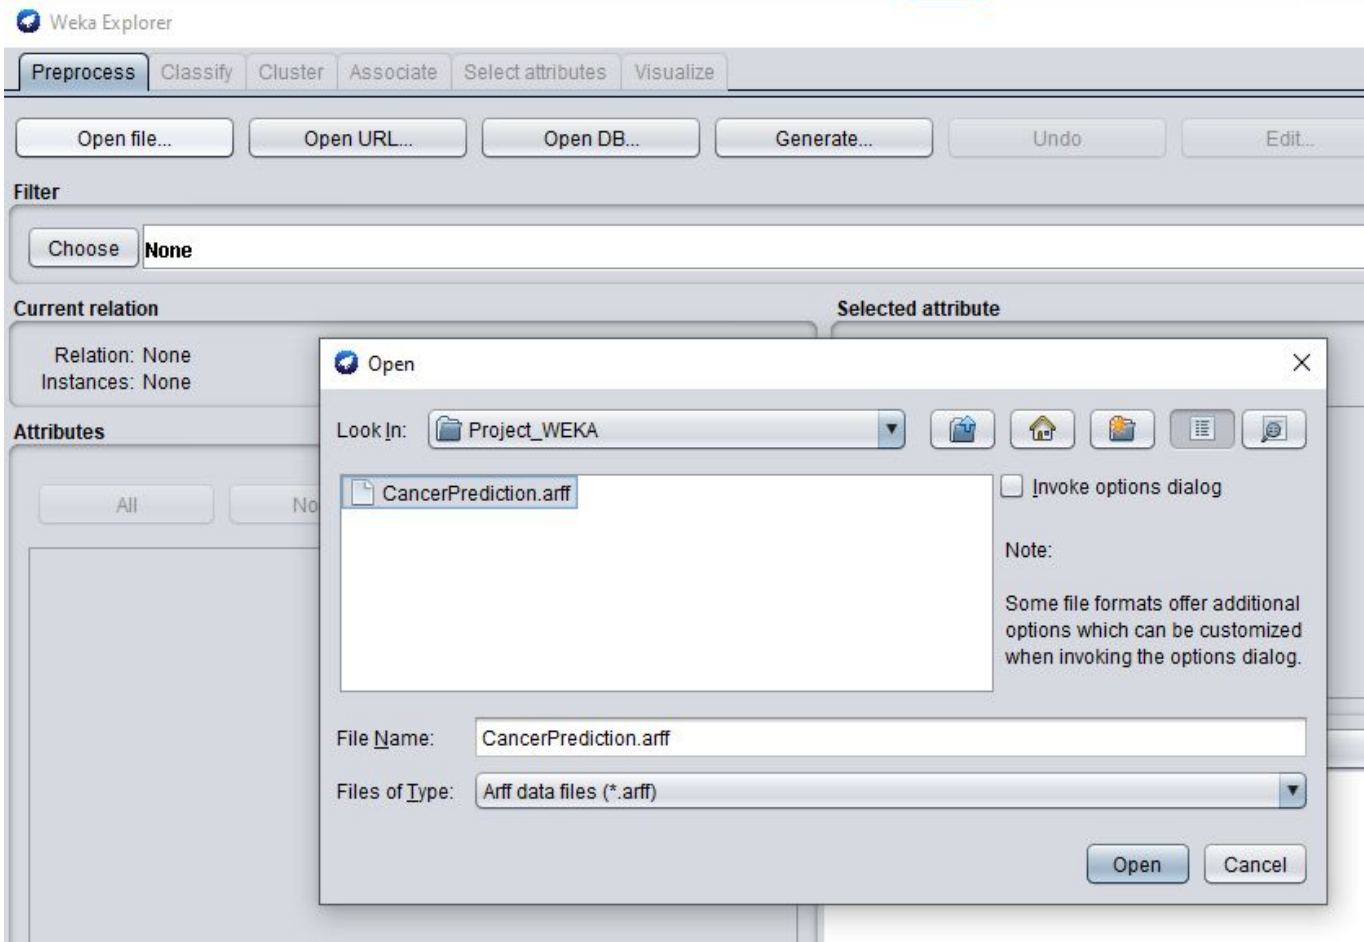 Weka Explorer
Preprocess Classify Cluster Associate Select attributes Visualize
Open file... Open URL... Open DB... Generate... Undo Edit...
Filter
Choose None
Current relation Selected attribute
Relation: None
Instances: None
Attributes
All No
Open
Look In: Project_WEKA
CancerPrediction.arff
Invoke options dialog
Note:
Some file formats offer additional
options which can be customized
when invoking the options dialog.
File Name: CancerPrediction.arff
Files of Type: Arff data files (*.arff)
Open Cancel